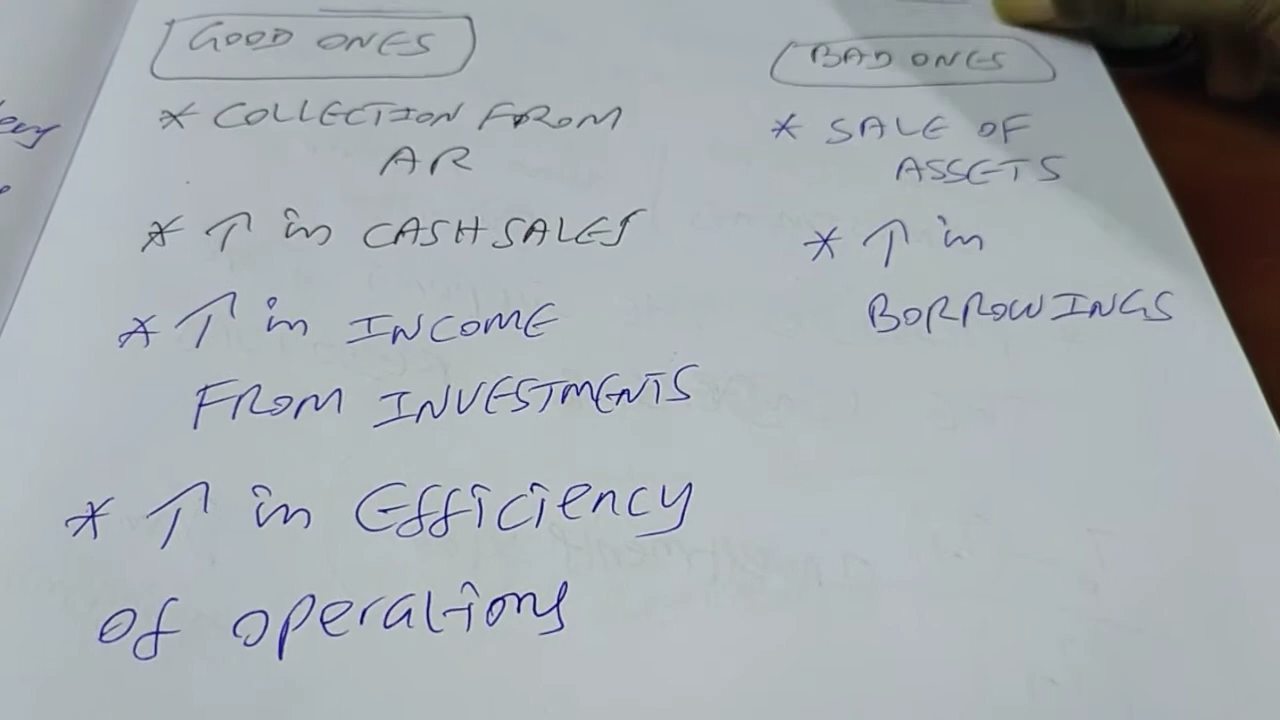 GOOD ONES
* COLLECTION FROM
AR
* ↑ in CASH SALES
* ↑ in INCOME
FROM INVESTMENTS
* ↑ in Efficiency
of operations
BAD ONES
* SALE OF
ASSETS
* ↑ in
BORROWINGS